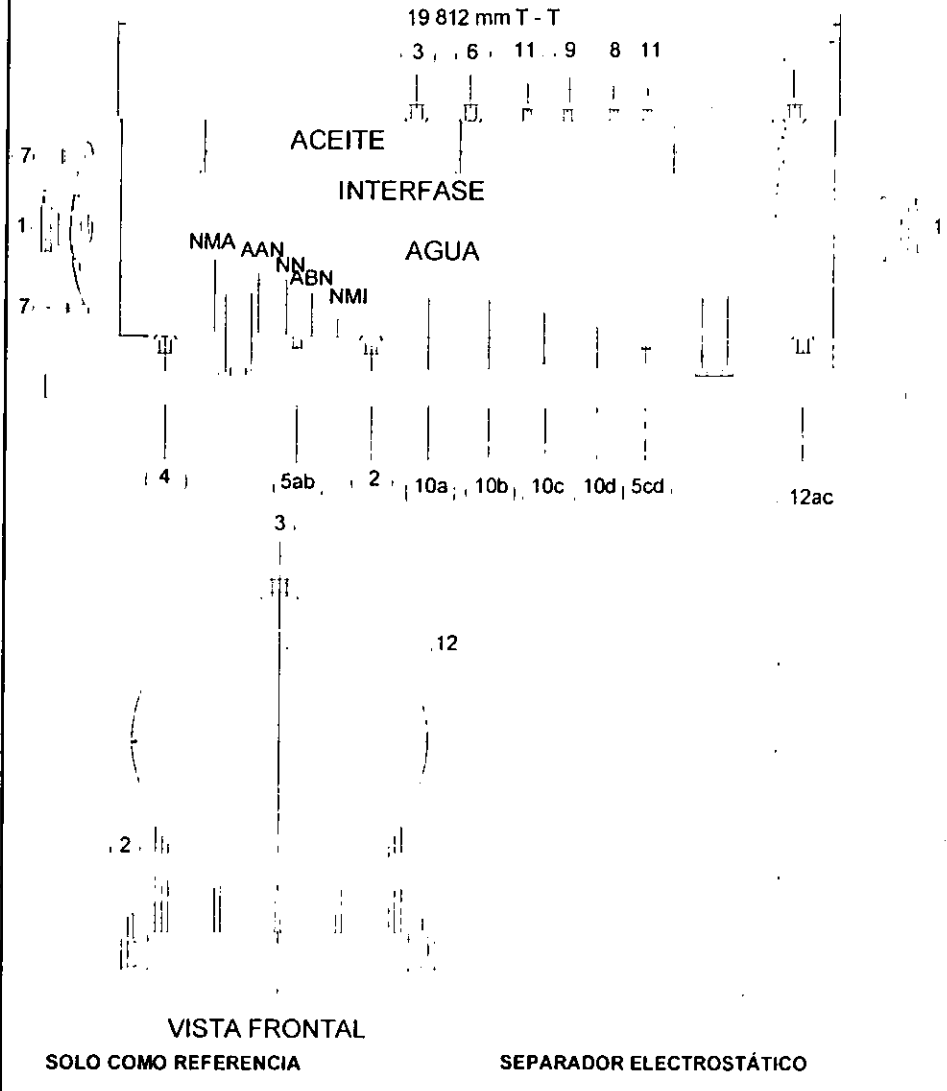 19 812 mm T - T
3 6 11 9 8 11
ACEITE
7
INTERFASE
1 1
NMA AAN NN ABN NMI
AGUA
7
4 5ab 2 10a 10b 10c 10d 5cd 12ac
3
12
2
VISTA FRONTAL
SOLO COMO REFERENCIA SEPARADOR ELECTROSTÁTICO